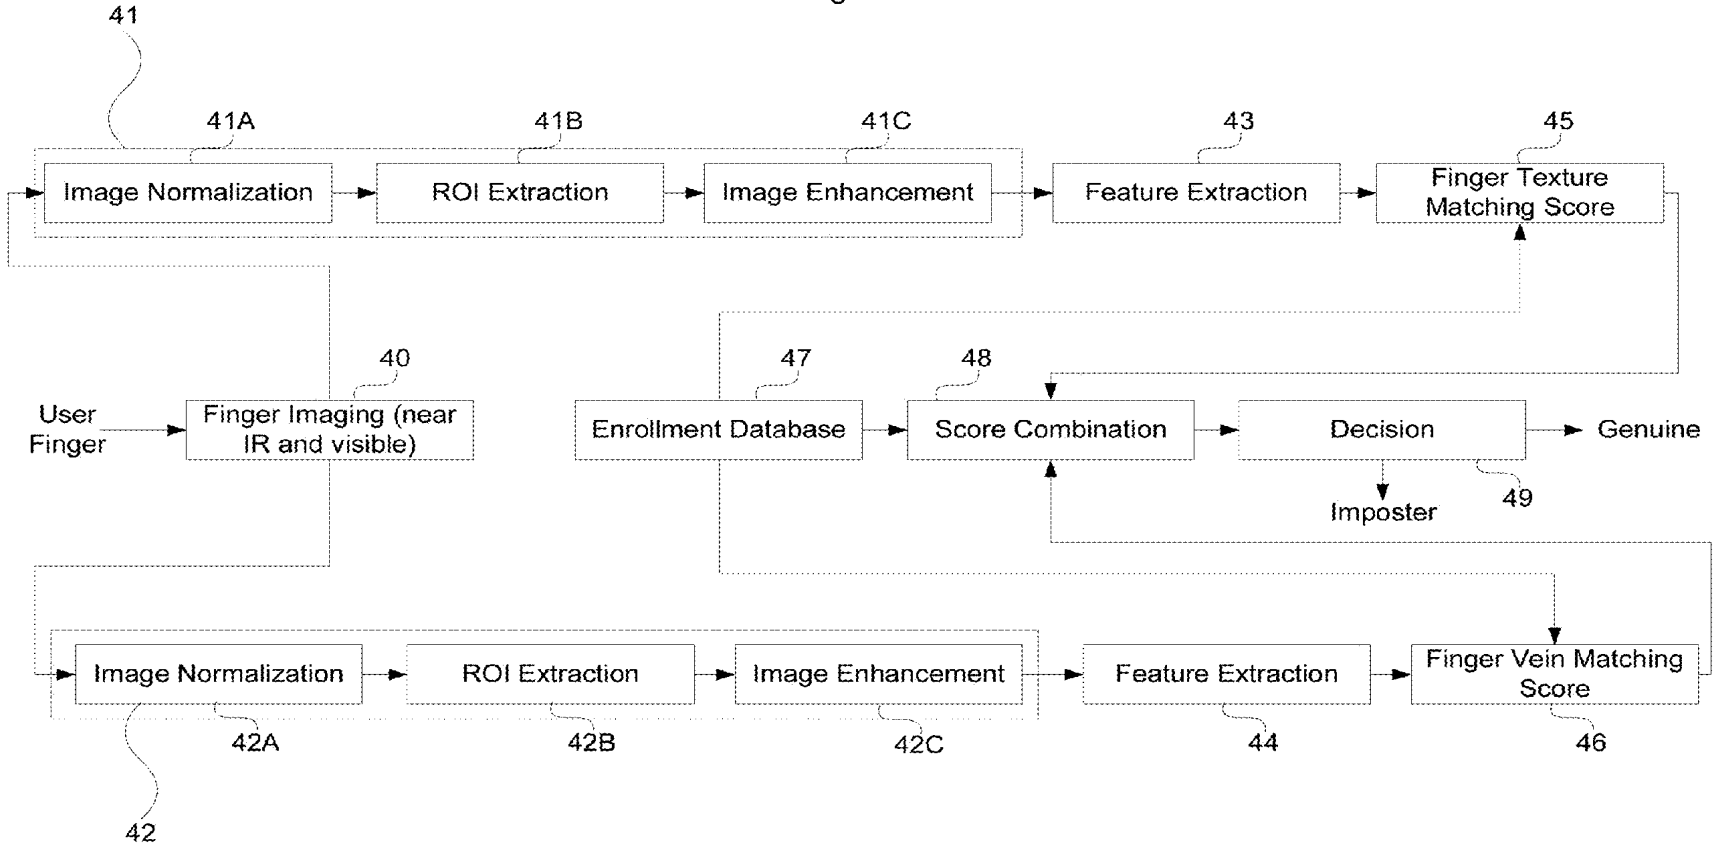 41
41A
41B
41C
43
45
Image Normalization
ROI Extraction
Image Enhancement
Feature Extraction
Finger Texture
Matching Score
40
47
48
User
Finger
Finger Imaging (near
IR and visible)
Enrollment Database
Score Combination
Decision
Genuine
49
Imposter
Image Normalization
ROI Extraction
Image Enhancement
Feature Extraction
Finger Vein Matching
Score
42A
42B
42C
44
46
42